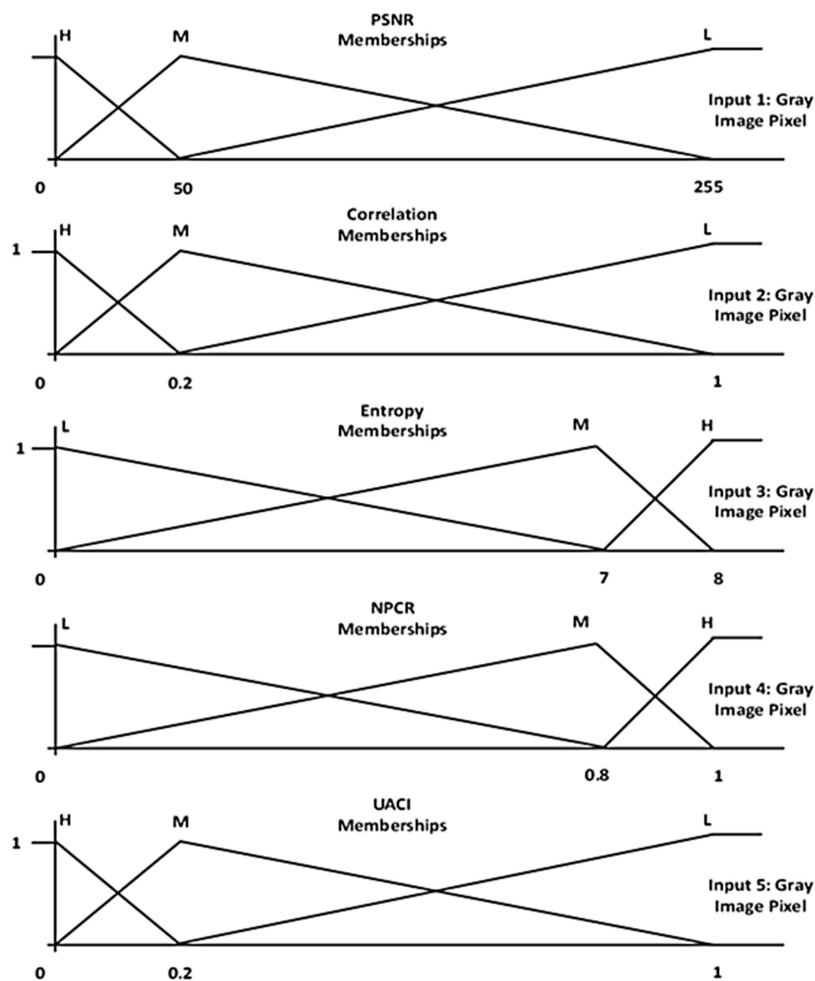 PSNR
Memberships
H
M
L
Input 1: Gray
Image Pixel
0
50
255
Correlation
Memberships
H
M
L
1
Input 2: Gray
Image Pixel
0
0.2
1
Entropy
Memberships
L
M
H
1
Input 3: Gray
Image Pixel
0
7
8
NPCR
Memberships
L
M
H
Input 4: Gray
Image Pixel
0
0.8
1
UACI
Memberships
H
M
L
1
Input 5: Gray
Image Pixel
0
0.2
1